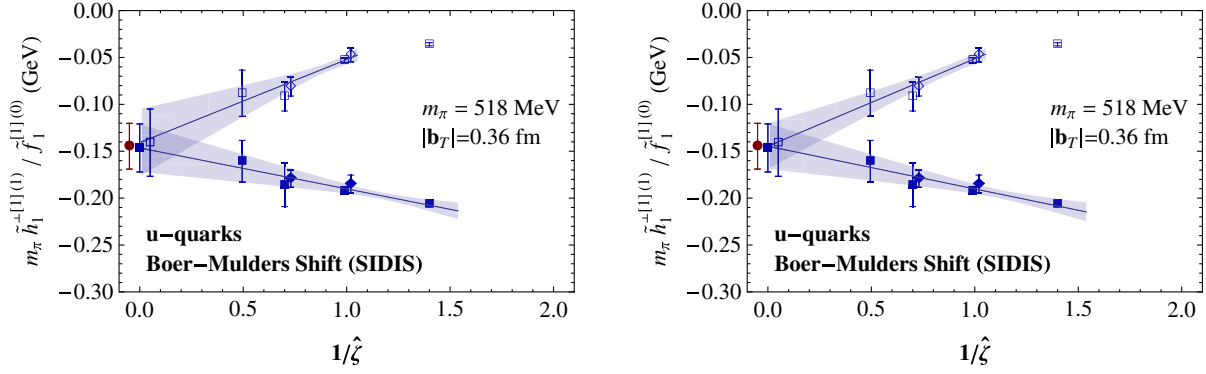 0.00
−0.05
−0.10
−0.15
−0.20
−0.25
−0.30
m_π h̃_1^{⊥[1](1)} / f̃_1^{[1](0)} (GeV)
m_π = 518 MeV
|b_T|=0.36 fm
u−quarks
Boer−Mulders Shift (SIDIS)
0.0 0.5 1.0 1.5 2.0
1/ζ̂
0.00
−0.05
−0.10
−0.15
−0.20
−0.25
−0.30
m_π h̃_1^{⊥[1](1)} / f̃_1^{[1](0)} (GeV)
m_π = 518 MeV
|b_T|=0.36 fm
u−quarks
Boer−Mulders Shift (SIDIS)
0.0 0.5 1.0 1.5 2.0
1/ζ̂